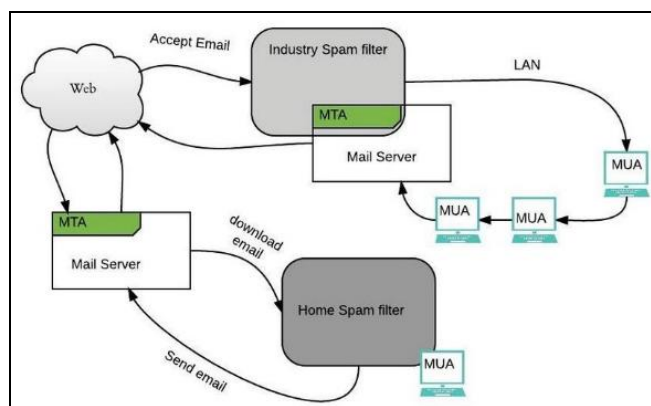 Accept Email
Industry Spam filter
LAN
Web
MTA
Mail Server
MUA
MUA
MUA
MTA
Mail Server
download
email
Home Spam filter
Send email
MUA